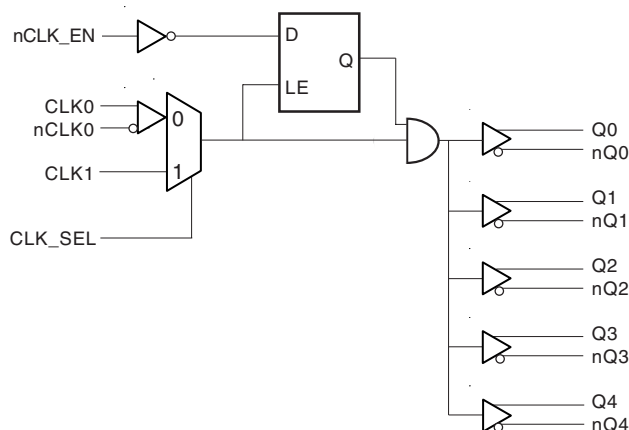 nCLK_EN
D
Q
LE
CLK0
nCLK0
0
CLK1
1
CLK_SEL
Q0
nQ0
Q1
nQ1
Q2
nQ2
Q3
nQ3
Q4
nQ4